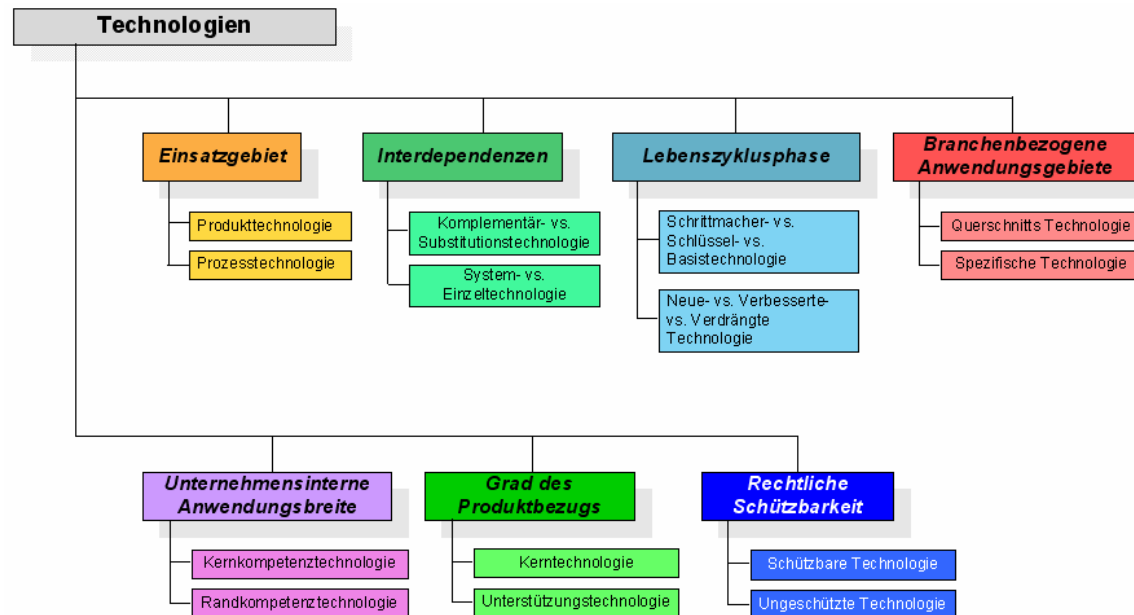 Technologien
Einsatzgebiet
Produkttechnologie
Prozesstechnologie
Interdependenzen
Komplementär- vs.
Substitutionstechnologie
System- vs.
Einzeltechnologie
Lebenszyklusphase
Schrittmacher- vs.
Schlüssel- vs.
Basistechnologie
Neue- vs. Verbesserte-
vs. Verdrängte
Technologie
Branchenbezogene
Anwendungsgebiete
Querschnitts Technologie
Spezifische Technologie
Unternehmensinterne
Anwendungsbreite
Kernkompetenztechnologie
Randkompetenztechnologie
Grad des
Produktbezugs
Kerntechnologie
Unterstützungstechnologie
Rechtliche
Schützbarkeit
Schützbare Technologie
Ungeschützte Technologie